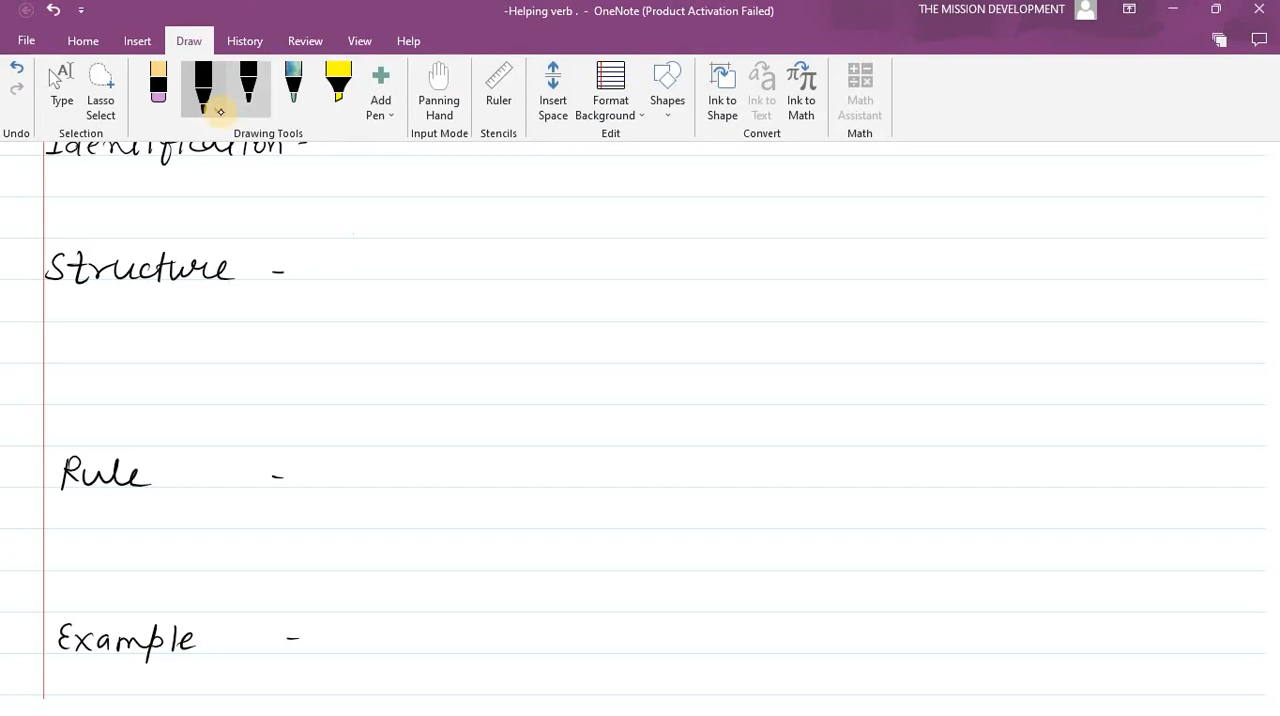 -Helping verb . - OneNote (Product Activation Failed)
THE MISSION DEVELOPMENT
File Home Insert Draw History Review View Help
Undo
Type
Lasso Select
Selection
Add Pen
Drawing Tools
Panning Hand
Input Mode
Ruler
Stencils
Insert Space
Format Background
Shapes
Edit
Ink to Shape
Ink to Text
Ink to Math
Convert
Math Assistant
Math
Identification -
Structure -
Rule -
Example -